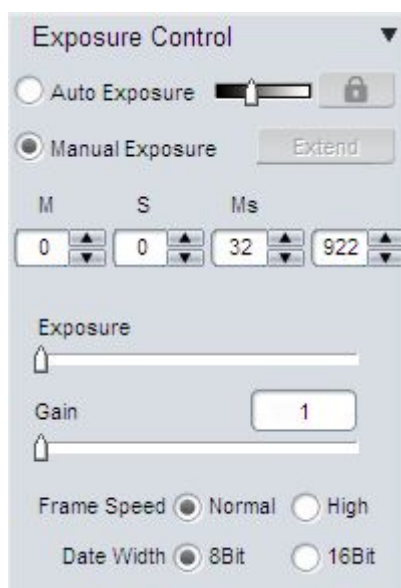 Exposure Control
Auto Exposure
Manual Exposure Extend
M S Ms
0 0 32 922
Exposure
Gain 1
Frame Speed Normal High
Date Width 8Bit 16Bit